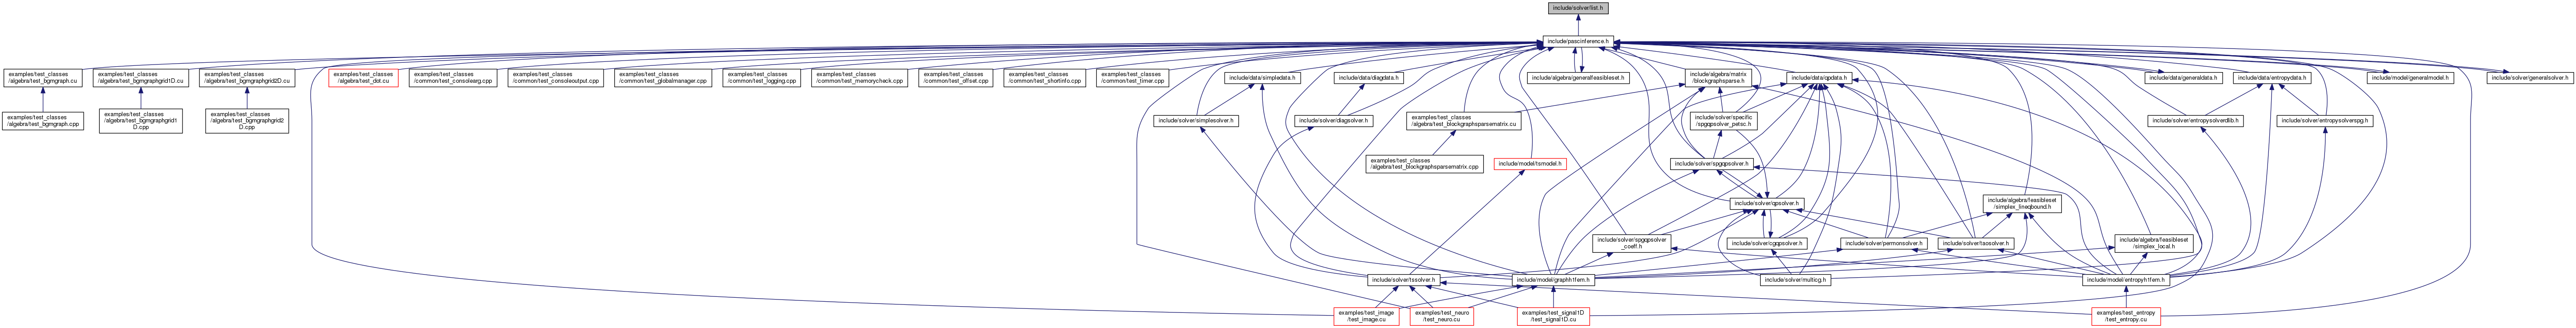 include/solver/list.h
include/pascinference.h
examples/test_classes
/algebra/test_bgmgraph.cu
examples/test_classes
/algebra/test_bgmgraphgrid1D.cu
examples/test_classes
/algebra/test_bgmgraphgrid2D.cu
examples/test_classes
/algebra/test_dot.cu
examples/test_classes
/common/test_consolearg.cpp
examples/test_classes
/common/test_consoleoutput.cpp
examples/test_classes
/common/test_globalmanager.cpp
examples/test_classes
/common/test_logging.cpp
examples/test_classes
/common/test_memorycheck.cpp
examples/test_classes
/common/test_offset.cpp
examples/test_classes
/common/test_shortinfo.cpp
examples/test_classes
/common/test_timer.cpp
include/data/simpledata.h
include/data/diagdata.h
include/algebra/generalfeasibleset.h
include/algebra/matrix
/blockgraphsparse.h
include/data/qpdata.h
include/data/generaldata.h
include/data/entropydata.h
include/model/generalmodel.h
include/solver/generalsolver.h
examples/test_classes
/algebra/test_bgmgraph.cpp
examples/test_classes
/algebra/test_bgmgraphgrid1
D.cpp
examples/test_classes
/algebra/test_bgmgraphgrid2
D.cpp
include/solver/simplesolver.h
include/solver/diagsolver.h
examples/test_classes
/algebra/test_blockgraphsparsematrix.cu
include/solver/specific
/spgqpsolver_petsc.h
include/solver/entropysolverdlib.h
include/solver/entropysolverspg.h
examples/test_classes
/algebra/test_blockgraphsparsematrix.cpp
include/model/tsmodel.h
include/solver/spgqpsolver.h
include/solver/qpsolver.h
include/algebra/feasibleset
/simplex_lineqbound.h
include/solver/spgqpsolver
_coeff.h
include/solver/cgqpsolver.h
include/solver/permonsolver.h
include/solver/taosolver.h
include/algebra/feasibleset
/simplex_local.h
include/solver/tssolver.h
include/model/graphh1fem.h
include/solver/multicg.h
include/model/entropyh1fem.h
examples/test_image
/test_image.cu
examples/test_neuro
/test_neuro.cu
examples/test_signal1D
/test_signal1D.cu
examples/test_entropy
/test_entropy.cu